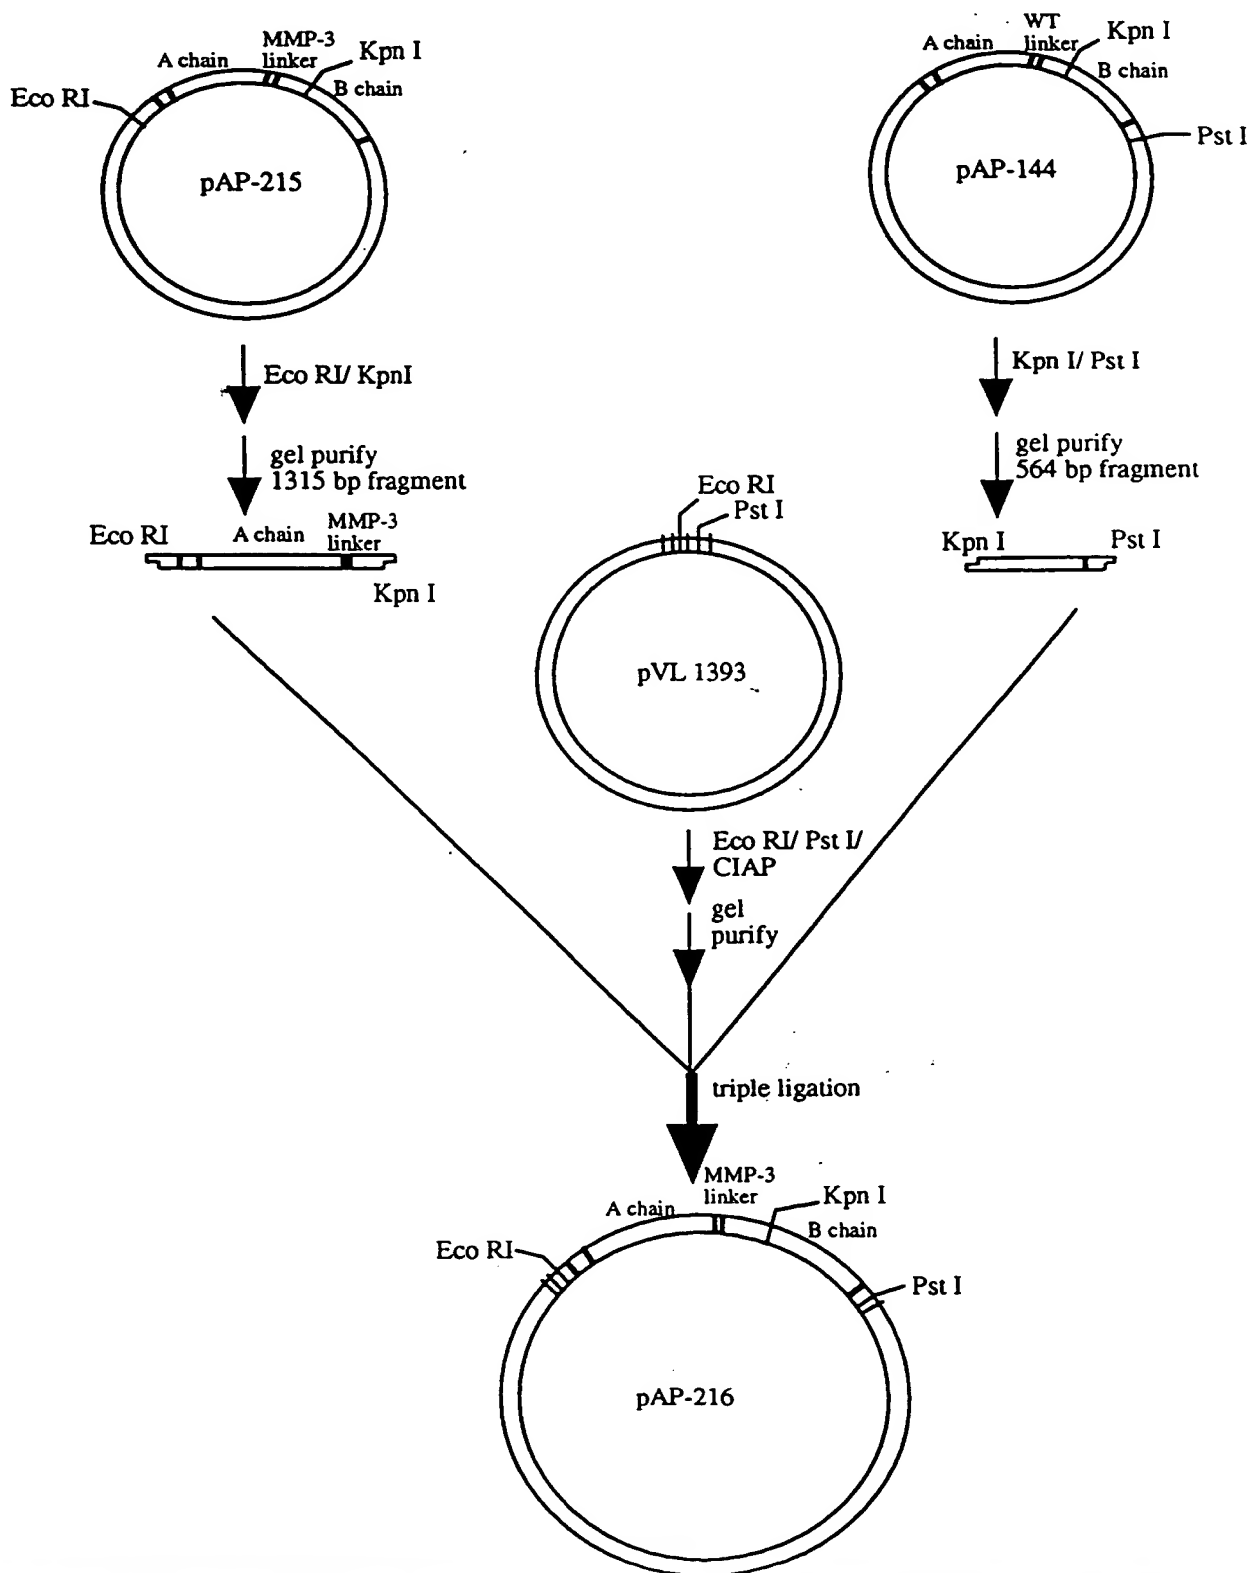 MMP-3
linker
A chain
Kpn I
B chain
Eco RI
pAP-215
Eco RI/ KpnI
gel purify
1315 bp fragment
Eco RI
A chain
MMP-3
linker
Kpn I
WT
linker
A chain
Kpn I
B chain
Pst I
pAP-144
Kpn I/ Pst I
gel purify
564 bp fragment
Kpn I
Pst I
Eco RI
Pst I
pVL 1393
Eco RI/ Pst I/
CIAP
gel
purify
triple ligation
MMP-3
linker
A chain
Kpn I
B chain
Eco RI
Pst I
pAP-216